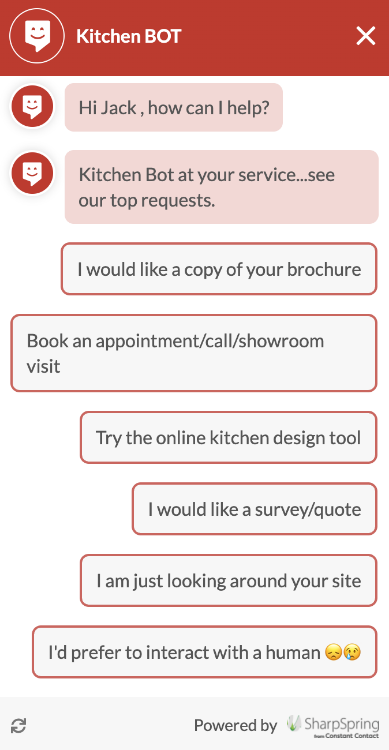 Kitchen BOT
Hi Jack , how can I help?
Kitchen Bot at your service...see
our top requests.
I would like a copy of your brochure
Book an appointment/call/showroom
visit
Try the online kitchen design tool
I would like a survey/quote
I am just looking around your site
I'd prefer to interact with a human 😞😢
Powered by SharpSpring
from Constant Contact